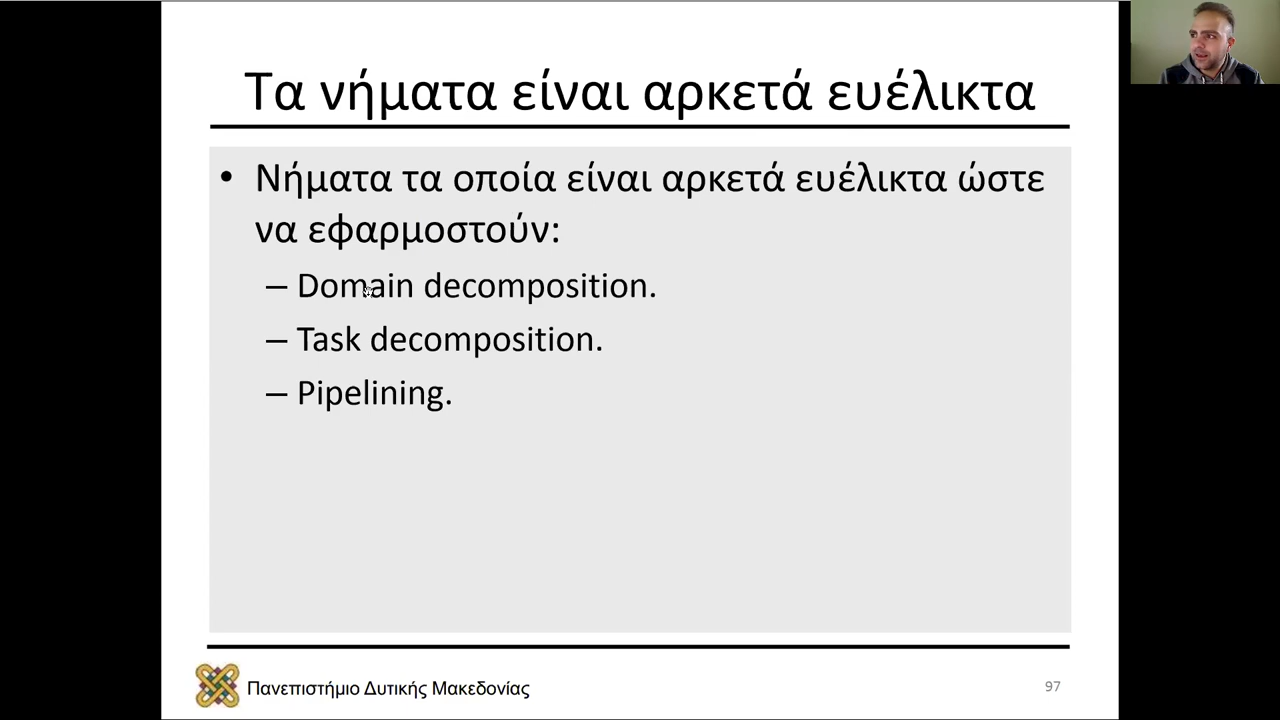 Τα νήματα είναι αρκετά ευέλικτα
• Νήματα τα οποία είναι αρκετά ευέλικτα ώστε
να εφαρμοστούν:
– Domain decomposition.
– Task decomposition.
– Pipelining.
Πανεπιστήμιο Δυτικής Μακεδονίας
97